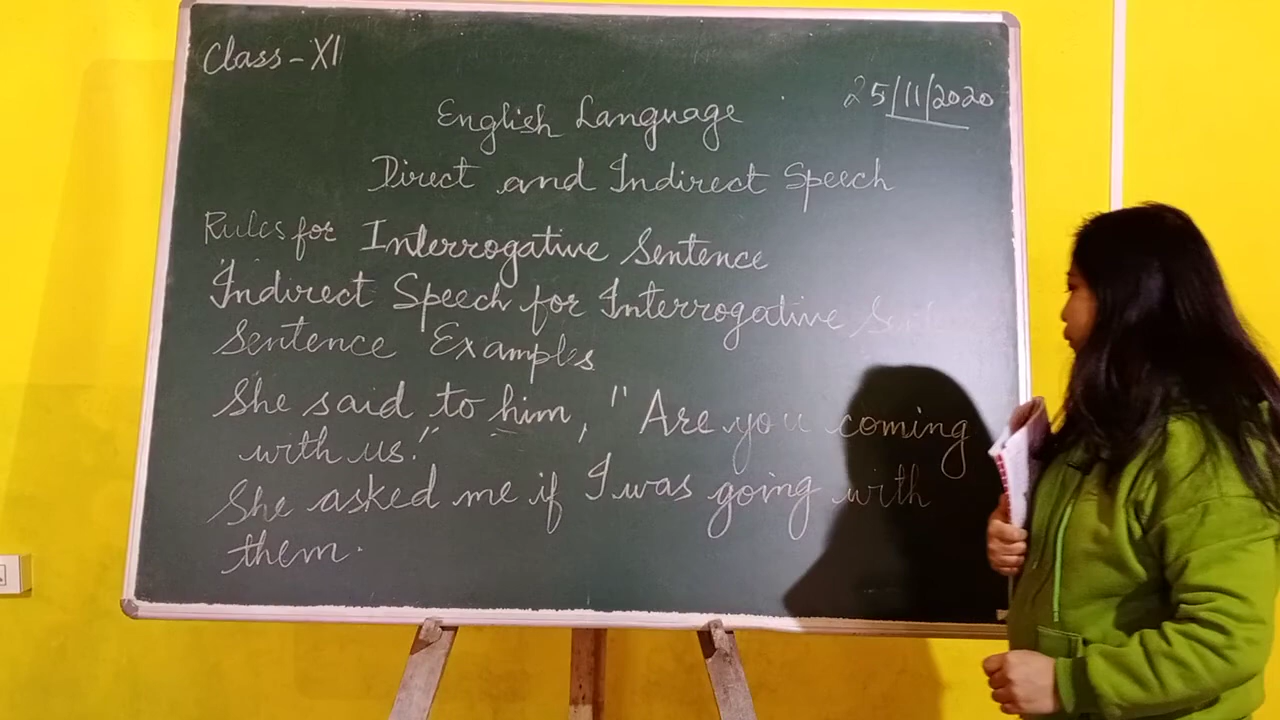 Class-XI
25/11/2020
English Language
Direct and Indirect Speech
Rules for Interrogative Sentence
Indirect Speech for Interrogative
Sentence Examples
She said to him, "Are you coming
with us."
She asked me if I was going with
them.